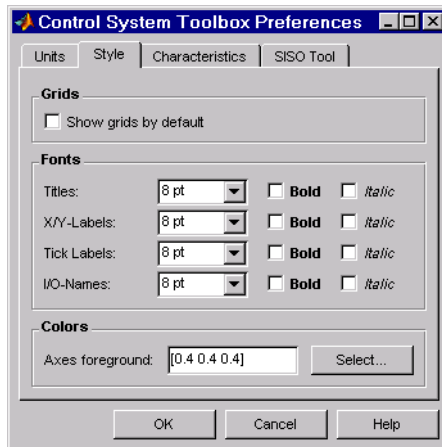 Control System Toolbox Preferences
Units Style Characteristics SISO Tool
Grids
Show grids by default
Fonts
Titles: 8 pt Bold Italic
X/Y-Labels: 8 pt Bold Italic
Tick Labels: 8 pt Bold Italic
I/O-Names: 8 pt Bold Italic
Colors
Axes foreground: [0.4 0.4 0.4] Select...
OK Cancel Help